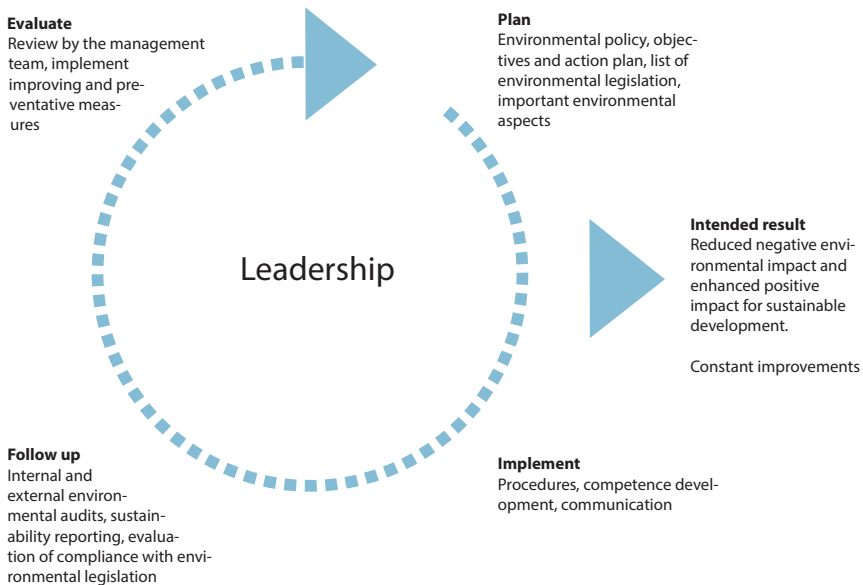 Evaluate
Review by the management
team, implement
improving and pre-
ventative meas-
ures
Plan
Environmental policy, objec-
tives and action plan, list of
environmental legislation,
important environmental
aspects
Leadership
Intended result
Reduced negative envi-
ronmental impact and
enhanced positive
impact for sustainable
development.
Constant improvements
Follow up
Internal and
external environ-
mental audits, sustain-
ability reporting, evalua-
tion of compliance with envi-
ronmental legislation
Implement
Procedures, competence devel-
opment, communication